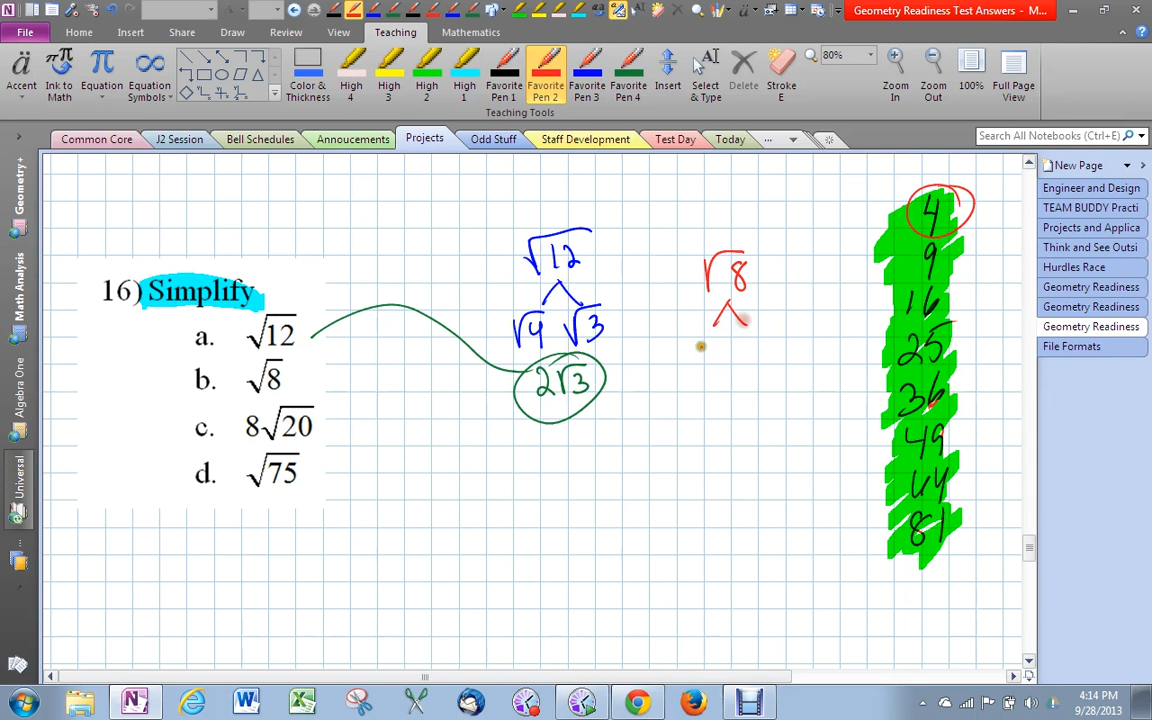 Geometry Readiness Test Answers - M...
File Home Insert Share Draw Review View Teaching Mathematics
Accent Ink to Math Equation Equation Symbols Color & Thickness High 4 High 3 High 2 High 1 Favorite Pen 1 Favorite Pen 2 Favorite Pen 3 Favorite Pen 4 Insert Select & Type Delete Stroke E 80% Zoom In Zoom Out 100% Full Page View
Teaching Tools
Common Core J2 Session Bell Schedules Annoucements Projects Odd Stuff Staff Development Test Day Today ... Search All Notebooks (Ctrl+E)
New Page
Engineer and Design
TEAM BUDDY Practi
Projects and Applica
Think and See Outsi
Hurdles Race
Geometry Readiness
Geometry Readiness
Geometry Readiness
File Formats
Geometry+
Math Analysis
Algebra One
Universal
16) Simplify
a. √12
b. √8
c. 8√20
d. √75
√12
√4 √3
2√3
√8
4
9
16
25
36
49
64
81
4:14 PM
9/28/2013